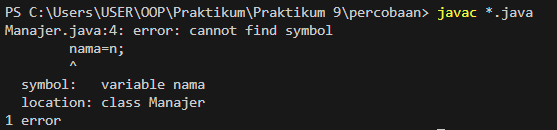 PS C:\Users\USER\OOP\Praktikum\Praktikum 9\percobaan> javac *.java
Manajer.java:4: error: cannot find symbol
        nama=n;
        ^
  symbol:   variable nama
  location: class Manajer
1 error